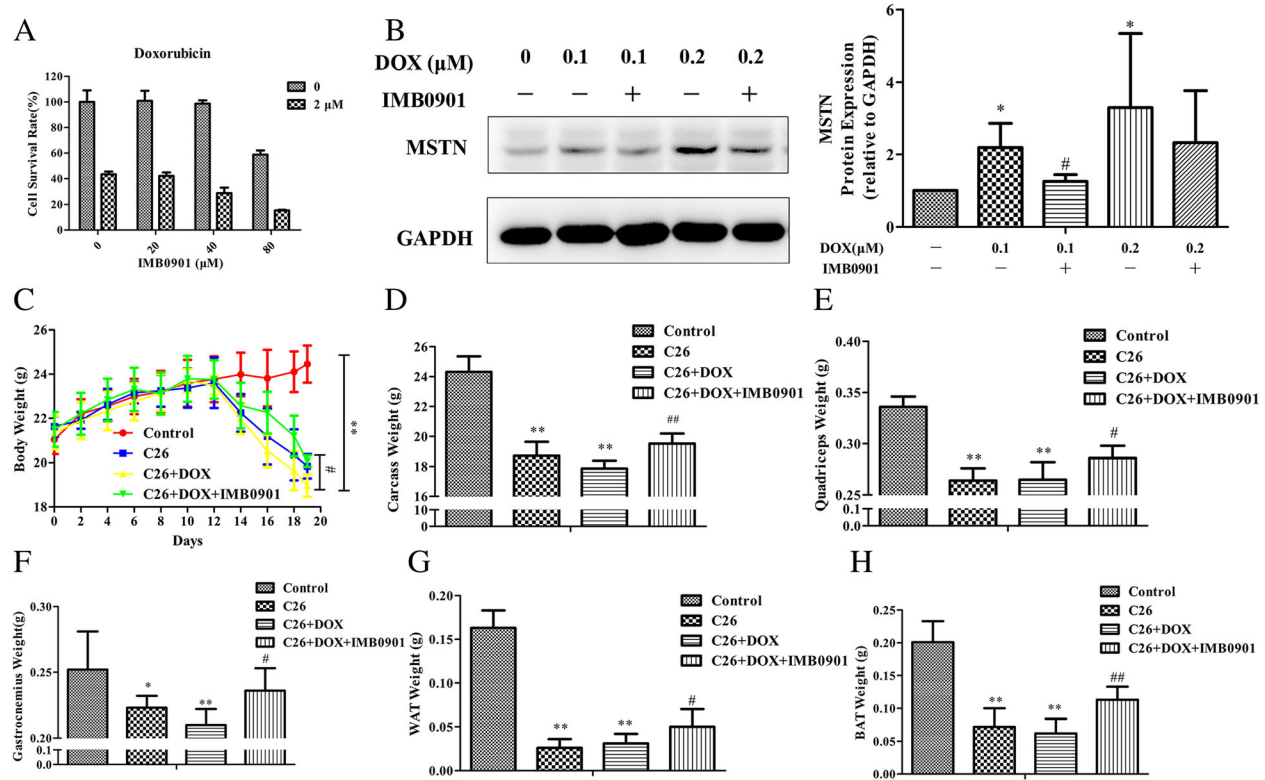 A
Doxorubicin
Cell Survival Rate(%)
120
100
80
60
40
20
0
0
2 μM
0
20
40
80
IMB0901 (μM)
B
DOX (μM)
0
0.1
0.1
0.2
0.2
IMB0901
−
−
+
−
+
MSTN
GAPDH
MSTN
Protein Expression
(relative to GAPDH)
6
4
2
0
*
#
*
DOX(μM)
−
0.1
0.1
0.2
0.2
IMB0901
−
−
+
−
+
C
Body Weight (g)
26
24
22
20
18
Control
C26
C26+DOX
C26+DOX+IMB0901
#
**
0
2
4
6
8
10
12
14
16
18
20
Days
D
Carcass Weight (g)
26
24
22
20
18
16
10
0
Control
C26
C26+DOX
C26+DOX+IMB0901
**
**
##
E
Quadriceps Weight (g)
0.40
0.35
0.30
0.25
0.1
0.0
Control
C26
C26+DOX
C26+DOX+IMB0901
**
**
#
F
Gastrocnemius Weight(g)
0.30
0.25
0.20
0.1
0.0
Control
C26
C26+DOX
C26+DOX+IMB0901
*
**
#
G
WAT Weight (g)
0.20
0.15
0.10
0.05
0.00
Control
C26
C26+DOX
C26+DOX+IMB0901
**
**
#
H
BAT Weight (g)
0.25
0.20
0.15
0.10
0.05
0.00
Control
C26
C26+DOX
C26+DOX+IMB0901
**
**
##